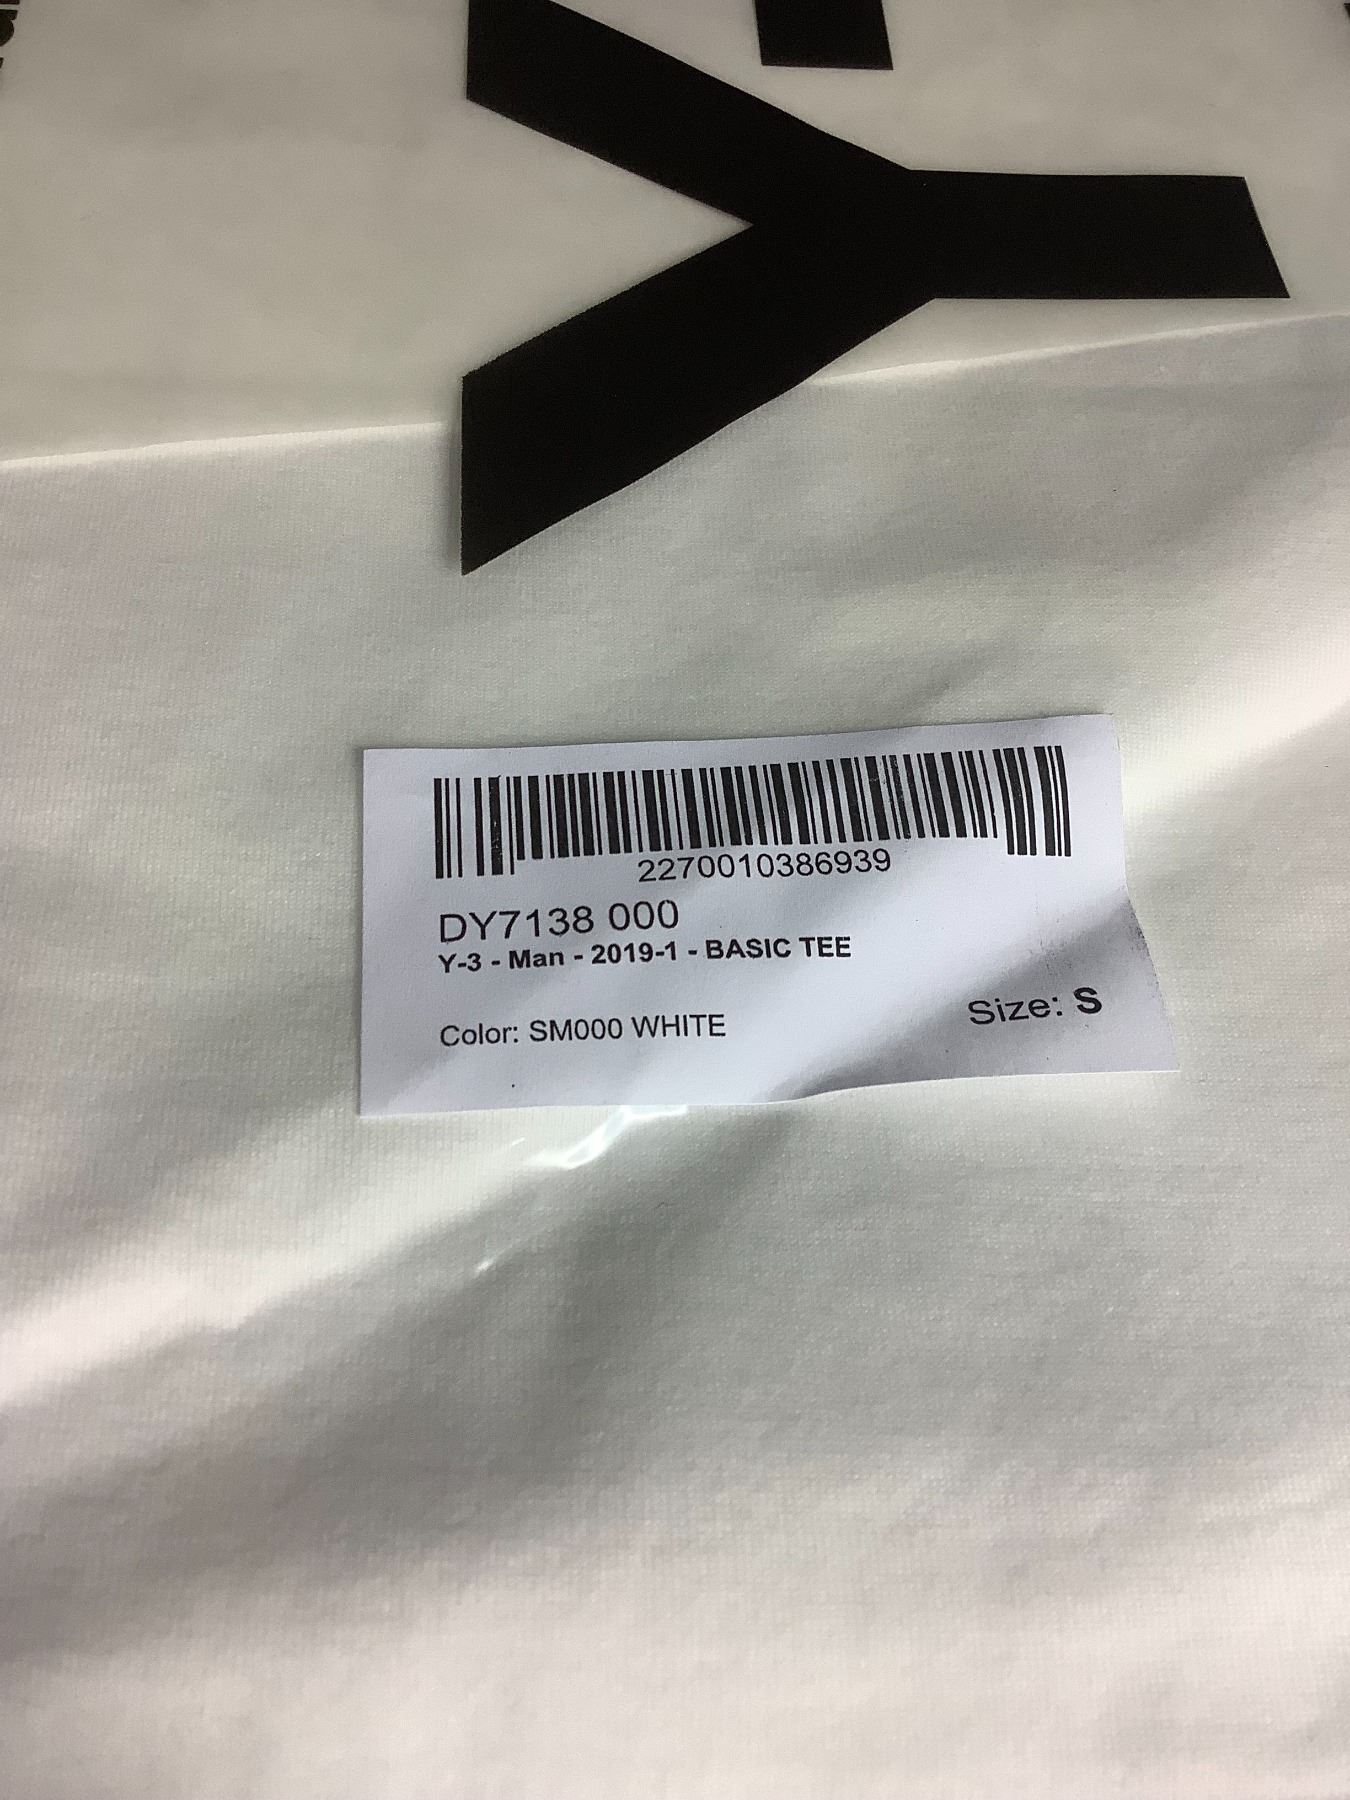 Y-
2270010386939
DY7138 000
Y-3 - Man - 2019-1 - BASIC TEE
Color: SM000 WHITE
Size: S